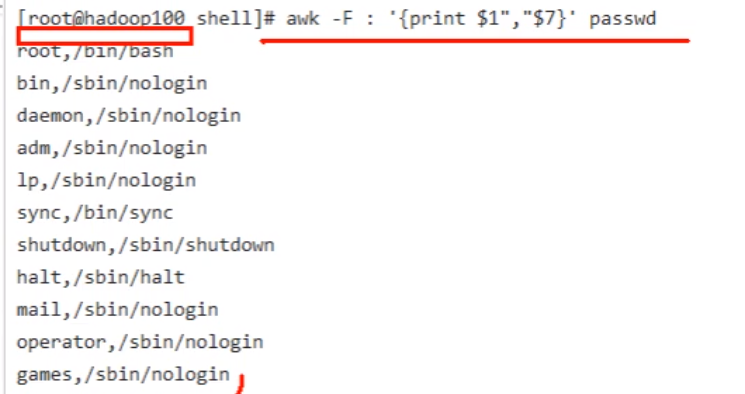 [root@hadoop100 shell]# awk -F : '{print $1","$7}' passwd
root,/bin/bash
bin,/sbin/nologin
daemon,/sbin/nologin
adm,/sbin/nologin
lp,/sbin/nologin
sync,/bin/sync
shutdown,/sbin/shutdown
halt,/sbin/halt
mail,/sbin/nologin
operator,/sbin/nologin
games,/sbin/nologin